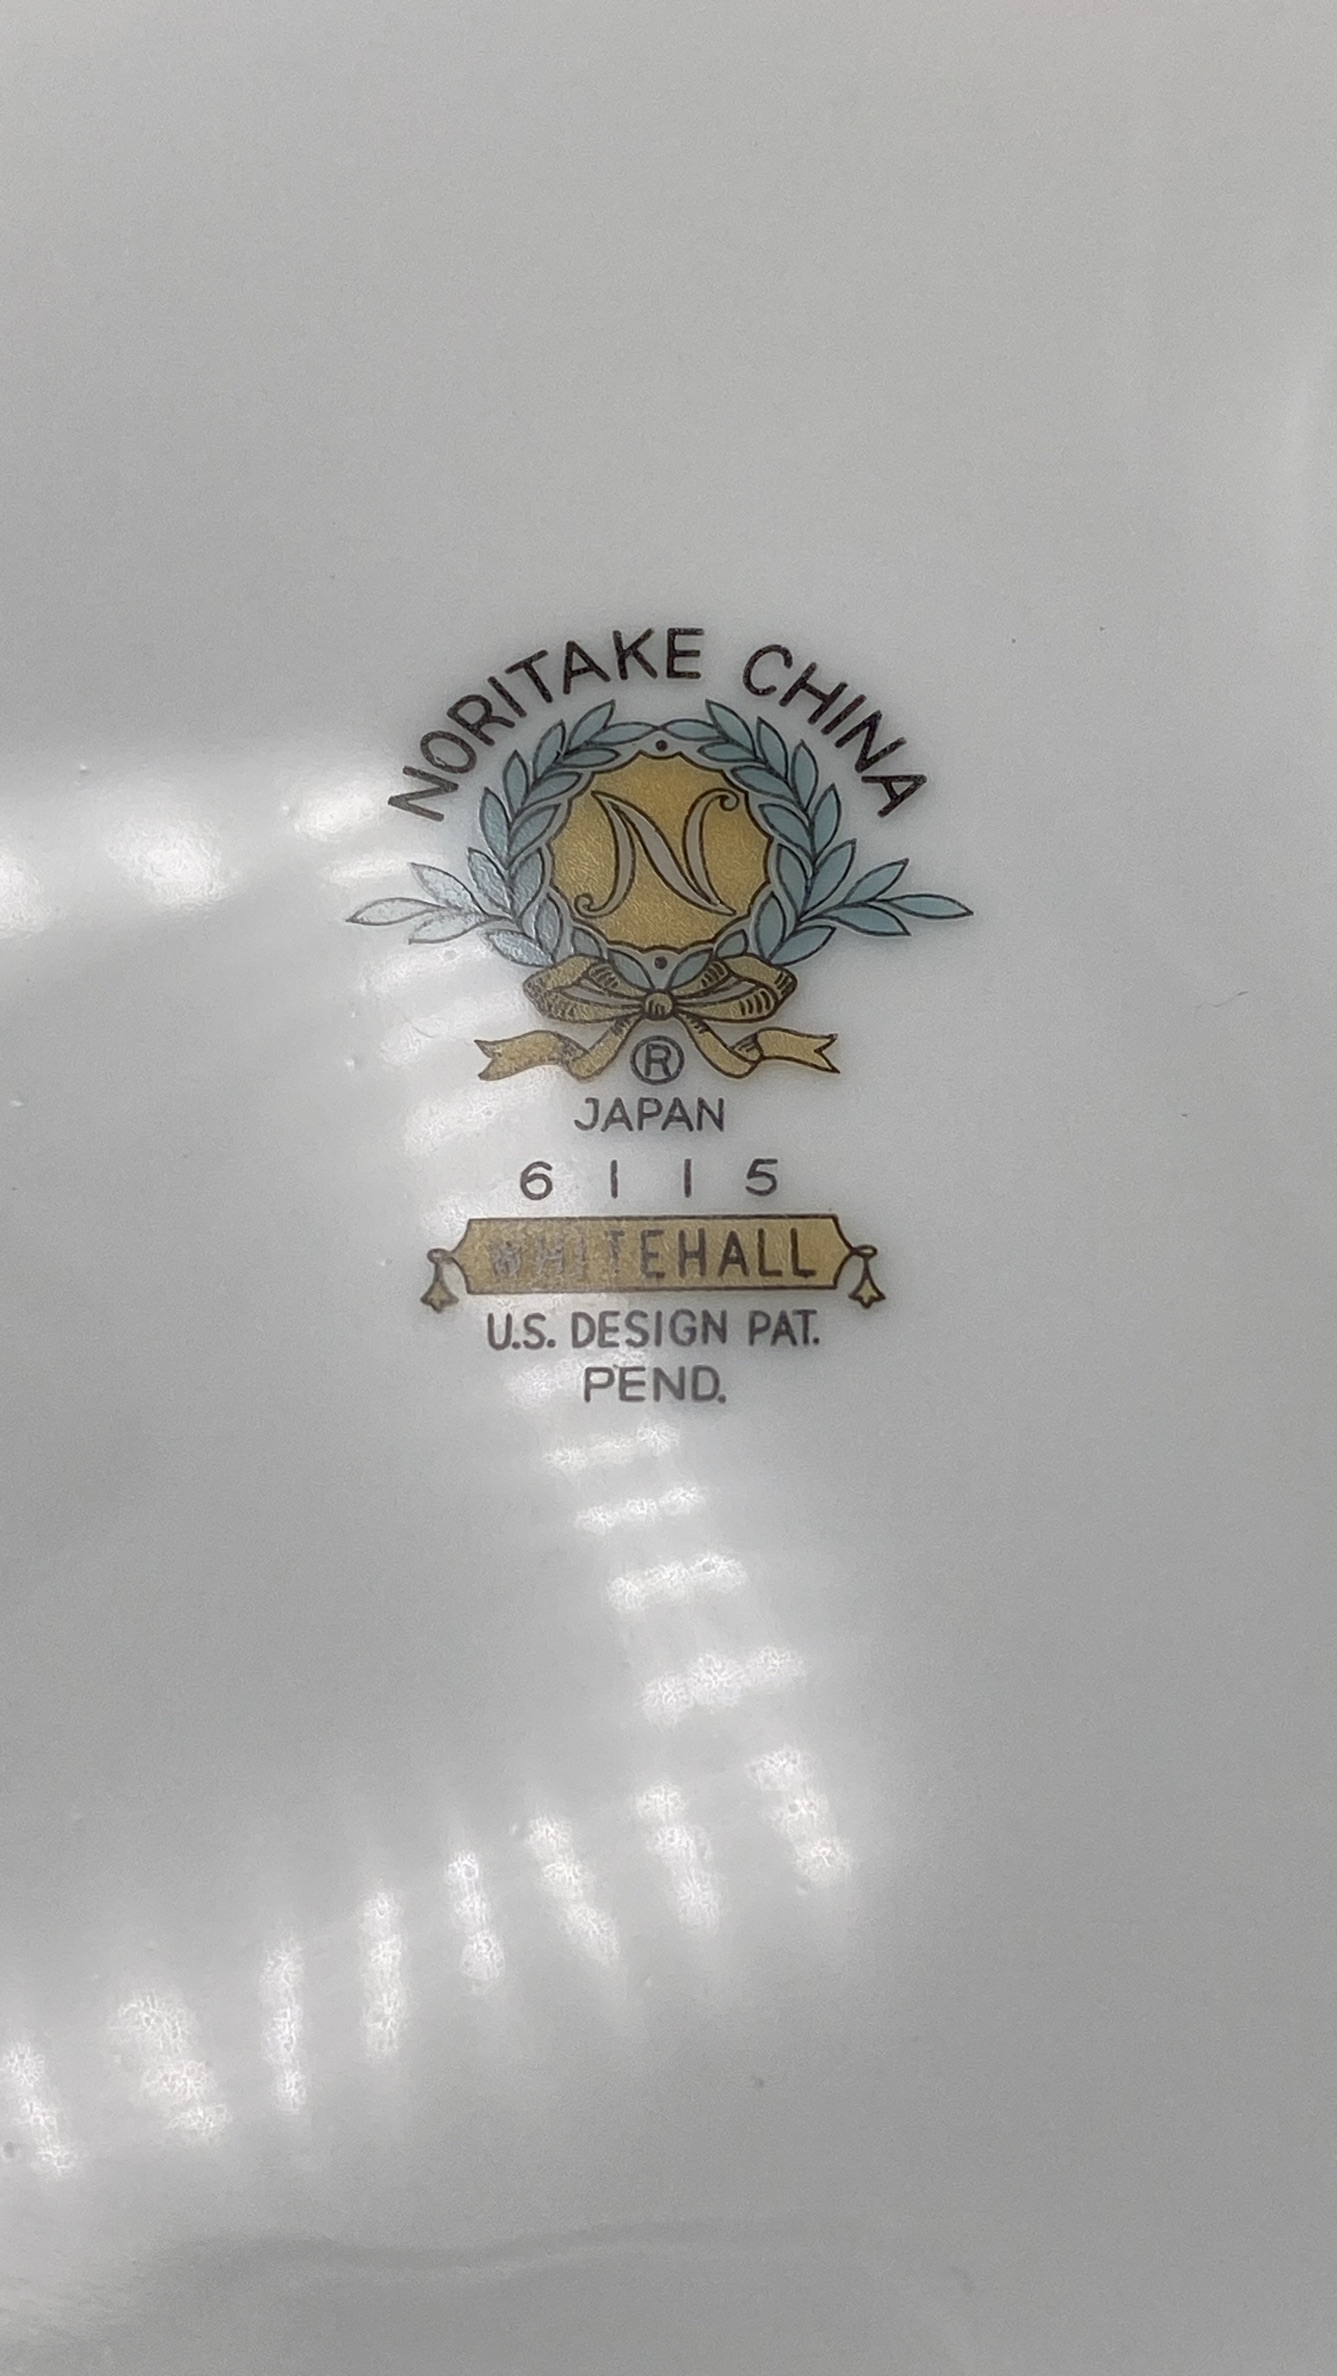 NORITAKE CHINA
N
®
JAPAN
6115
WHITEHALL
U.S. DESIGN PAT.
PEND.